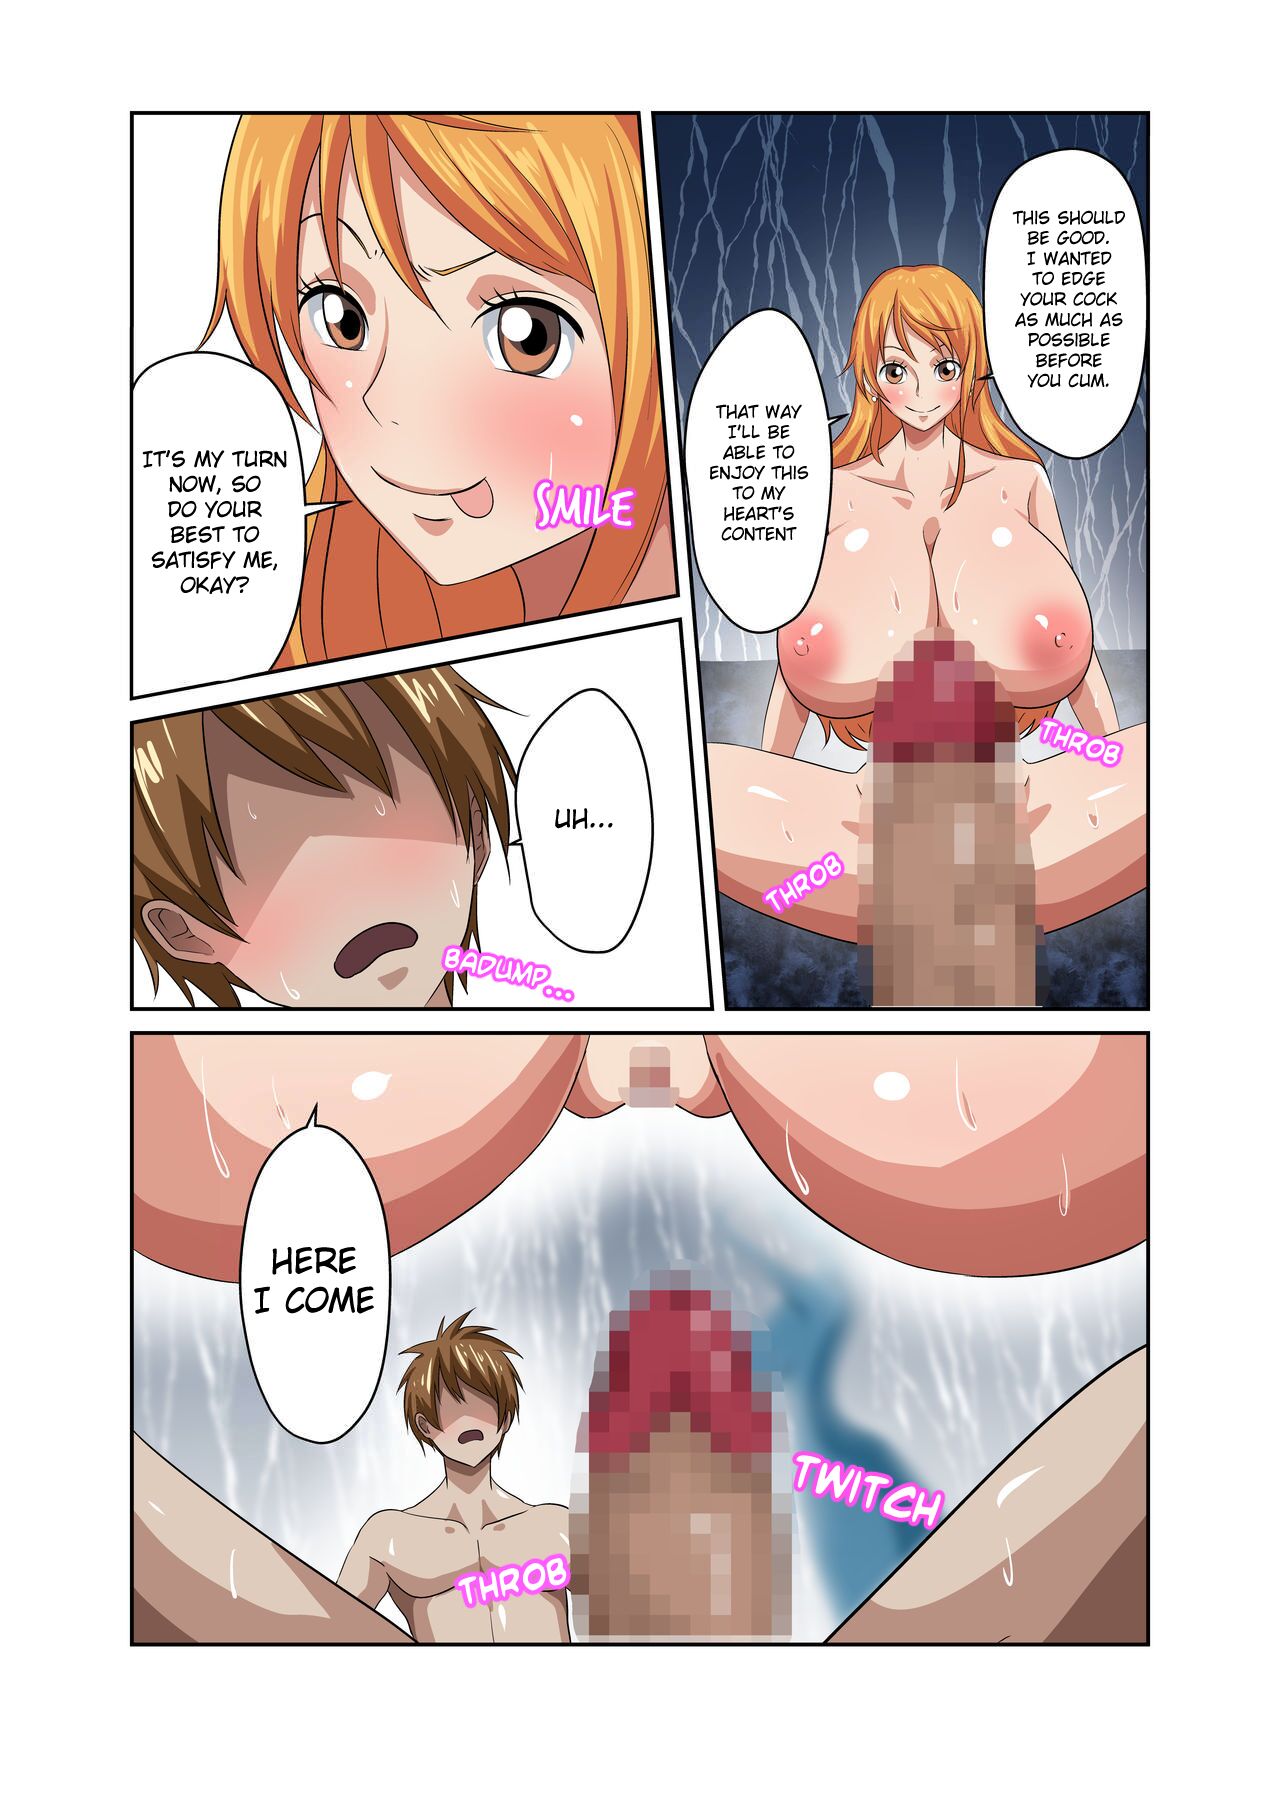 THIS SHOULD
BE GOOD.
I WANTED
TO EDGE
YOUR COCK
AS MUCH AS
POSSIBLE
BEFORE
YOU CUM.
THAT WAY
I'LL BE
ABLE TO
ENJOY THIS
TO MY
HEART'S
CONTENT
THROB
THROB
IT'S MY TURN
NOW, SO
DO YOUR
BEST TO
SATISFY ME,
OKAY?
SMILE
UH...
BADUMP...
HERE
I COME
TWITCH
THROB